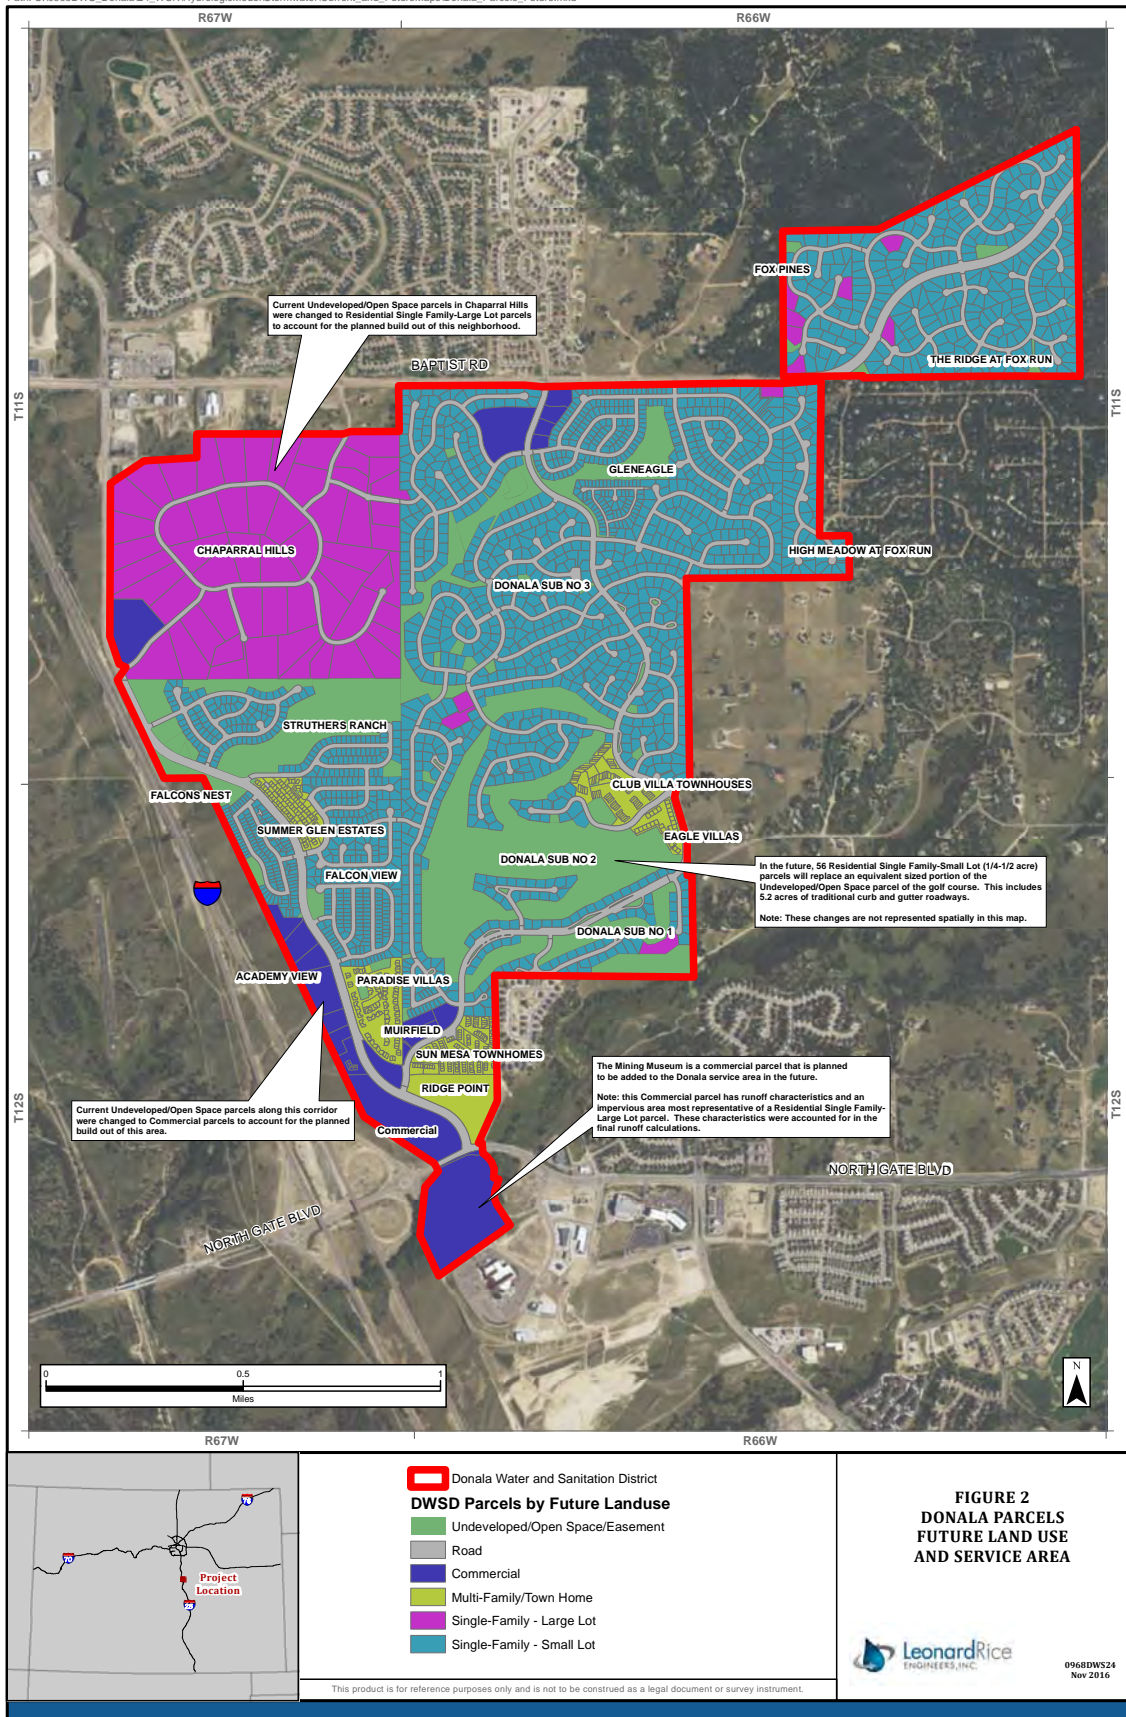 R67W
R66W
T11S
T11S
T12S
T12S
FOX PINES
THE RIDGE AT FOX RUN
Current Undeveloped/Open Space parcels in Chaparral Hills
were changed to Residential Single Family-Large Lot parcels
to account for the planned build out of this neighborhood.
BAPTIST RD
GLENEAGLE
CHAPARRAL HILLS
HIGH MEADOW AT FOX RUN
DONALA SUB NO 3
STRUTHERS RANCH
CLUB VILLA TOWNHOUSES
FALCONS NEST
SUMMER GLEN ESTATES
EAGLE VILLAS
DONALA SUB NO 2
FALCON VIEW
In the future, 56 Residential Single Family-Small Lot (1/4-1/2 acre)
parcels will replace an equivalent sized portion of the
Undeveloped/Open Space parcel of the golf course. This includes
5.2 acres of traditional curb and gutter roadways.
Note: These changes are not represented spatially in this map.
DONALA SUB NO 1
ACADEMY VIEW
PARADISE VILLAS
MUIRFIELD
SUN MESA TOWNHOMES
RIDGE POINT
The Mining Museum is a commercial parcel that is planned
to be added to the Donala service area in the future.
Note: this Commercial parcel has runoff characteristics and an
impervious area most representative of a Residential Single Family-
Large Lot parcel. These characteristics were accounted for in the
final runoff calculations.
Current Undeveloped/Open Space parcels along this corridor
were changed to Commercial parcels to account for the planned
build out of this area.
Commercial
NORTH GATE BLVD
NORTH GATE BLVD
0
0.5
1
Miles
N
R67W
R66W
76
70
25
Project
Location
Donala Water and Sanitation District
DWSD Parcels by Future Landuse
Undeveloped/Open Space/Easement
Road
Commercial
Multi-Family/Town Home
Single-Family - Large Lot
Single-Family - Small Lot
This product is for reference purposes only and is not to be construed as a legal document or survey instrument.
FIGURE 2
DONALA PARCELS
FUTURE LAND USE
AND SERVICE AREA
LeonardRice
ENGINEERS, INC.
0968DWS24
Nov 2016